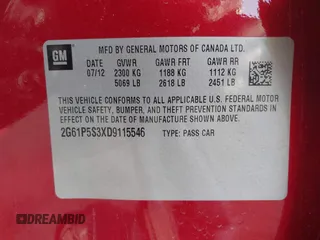 GM
MFD BY GENERAL MOTORS OF CANADA LTD.
DATE GVWR GAWR FRT GAWR RR
07/12 2300 KG 1188 KG 1112 KG
5069 LB 2618 LB 2451 LB
THIS VEHICLE CONFORMS TO ALL APPLICABLE U.S. FEDERAL MOTOR
VEHICLE SAFETY, BUMPER, AND THEFT PREVENTION STANDARDS IN
EFFECT ON THE DATE OF MANUFACTURE SHOWN ABOVE.
2G61P5S3XD9115546 TYPE: PASS CAR
DREAMBID